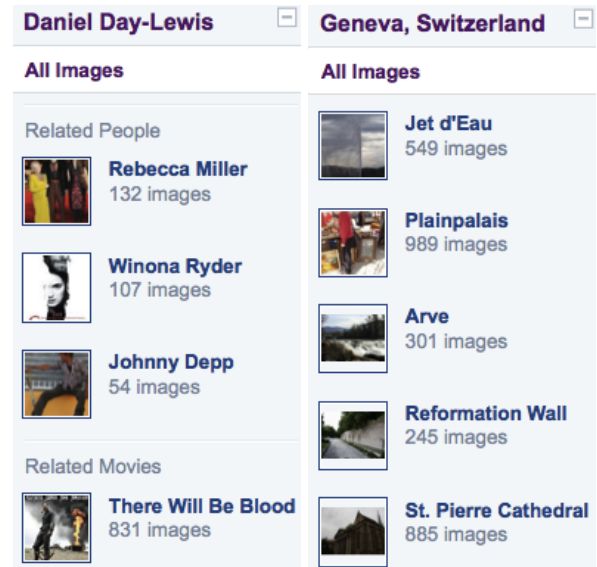 Daniel Day-Lewis
All Images
Related People
Rebecca Miller
132 images
Winona Ryder
107 images
Johnny Depp
54 images
Related Movies
There Will Be Blood
831 images
Geneva, Switzerland
All Images
Jet d'Eau
549 images
Plainpalais
989 images
Arve
301 images
Reformation Wall
245 images
St. Pierre Cathedral
885 images